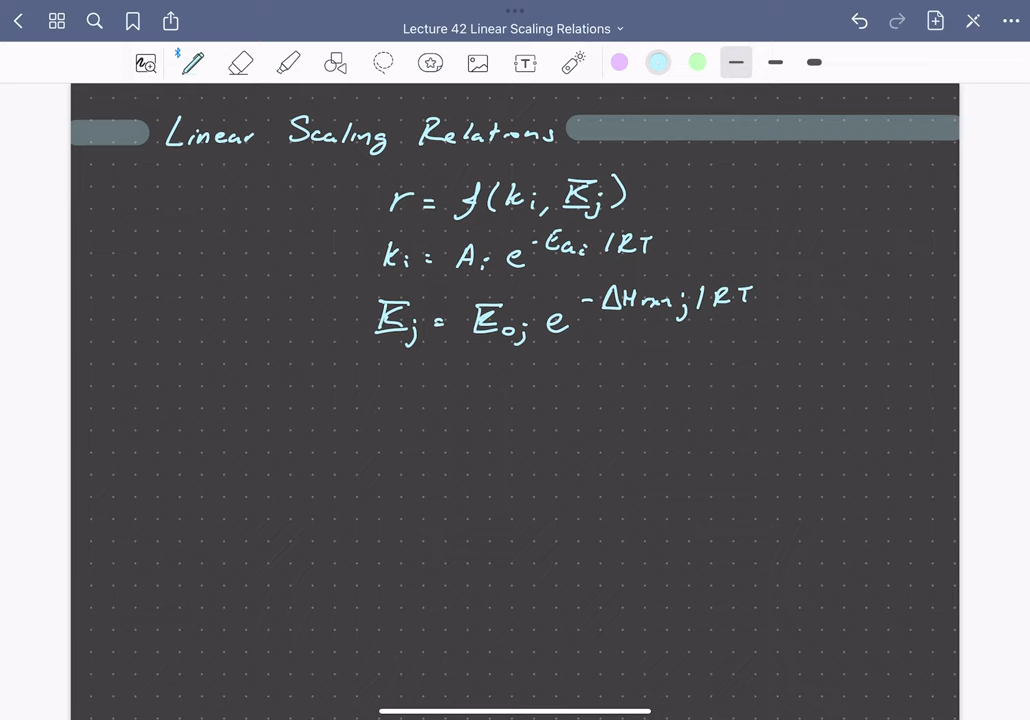 Lecture 42 Linear Scaling Relations
Linear Scaling Relations
r = f(ki, Kj)
ki = Ai e^-Eai/RT
Kj = K0j e^-ΔHrxnj/RT